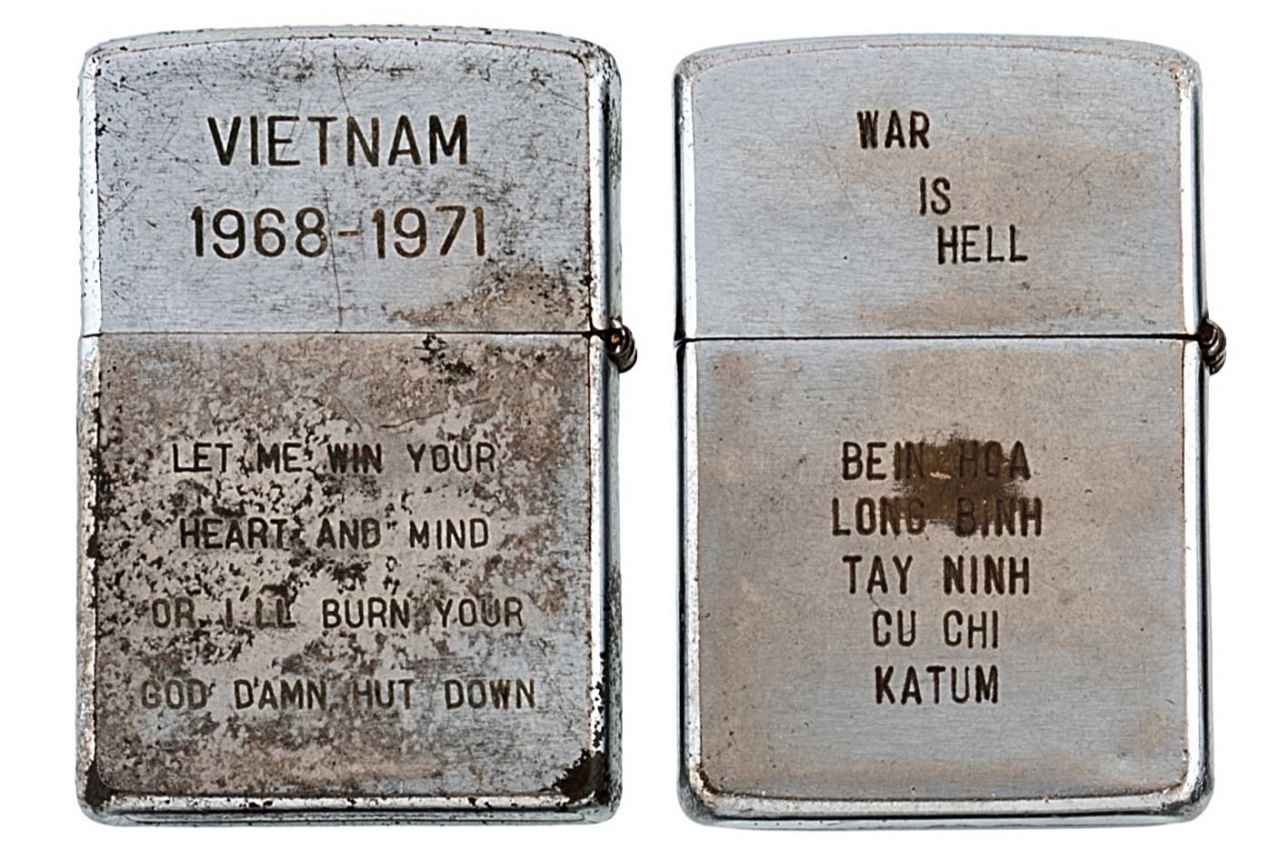 VIETNAM
1968-1971
LET ME WIN YOUR
HEART AND MIND
OR I LL BURN YOUR
GOD DAMN HUT DOWN
WAR
IS
HELL
BEIN HOA
LONG BINH
TAY NINH
CU CHI
KATUM